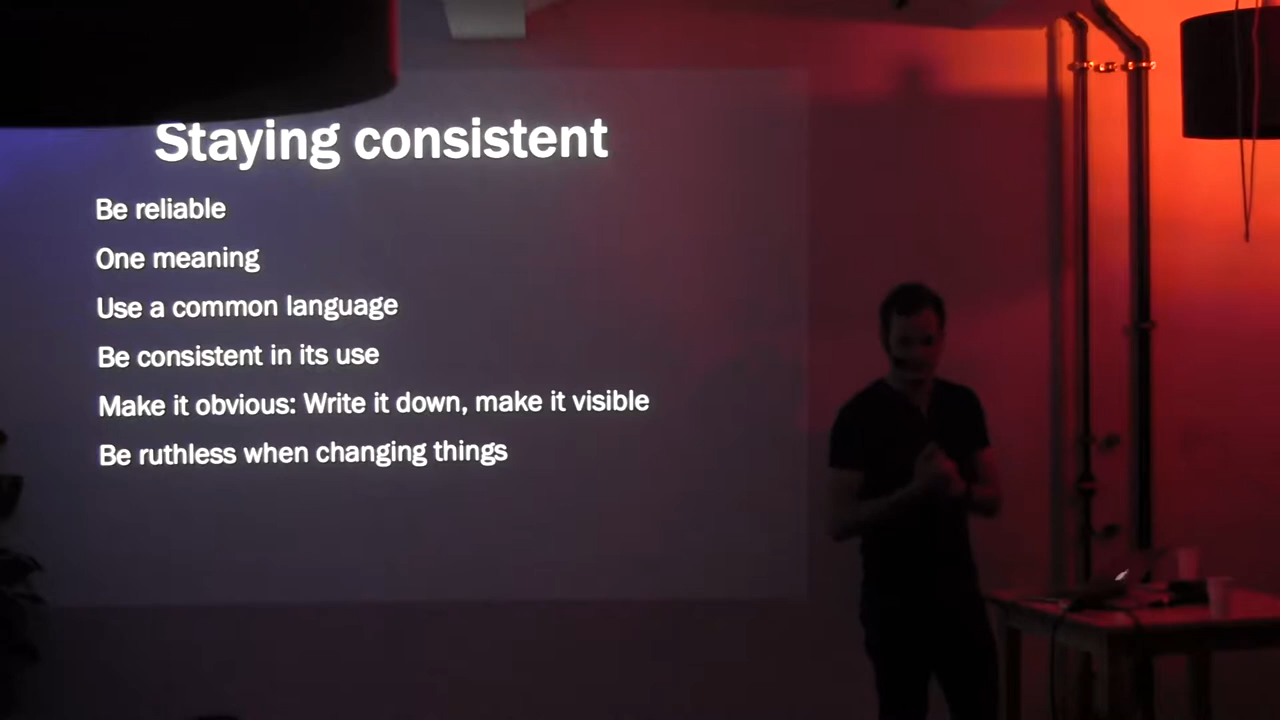 Staying consistent
Be reliable
One meaning
Use a common language
Be consistent in its use
Make it obvious: Write it down, make it visible
Be ruthless when changing things